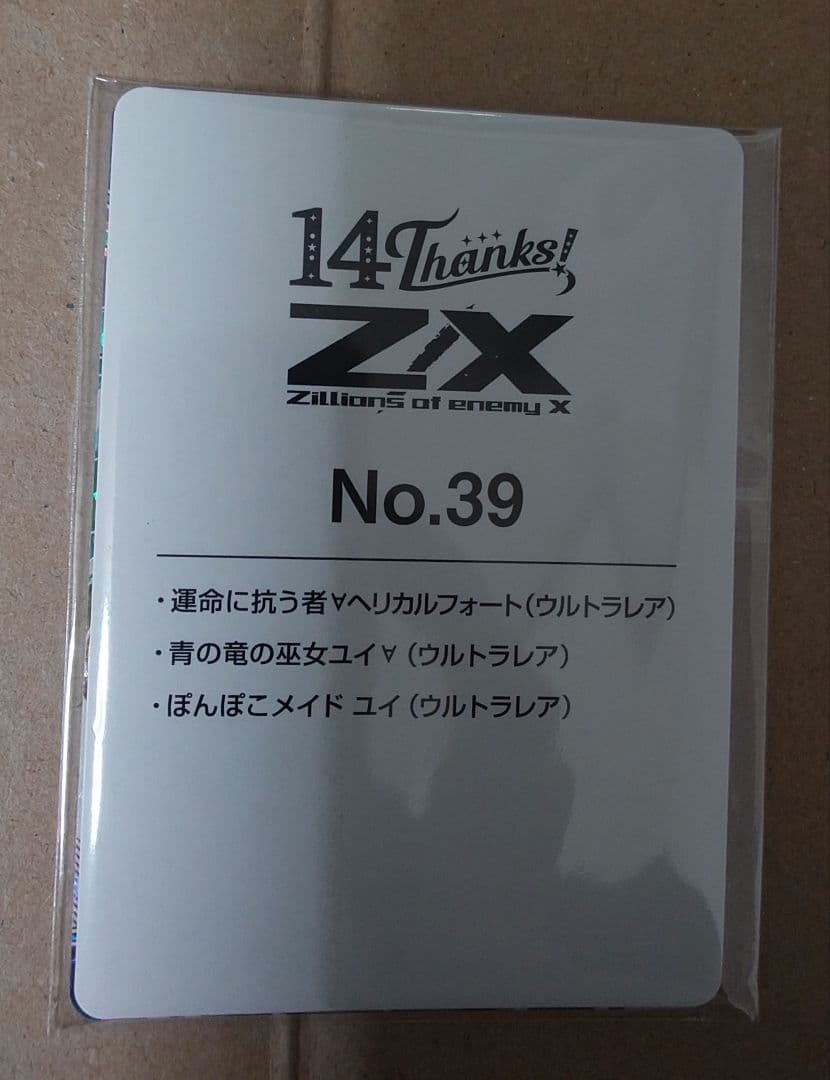 14Thanks!
Z/X
Zillions of enemy X
No.39
・運命に抗う者∀ヘリカルフォート(ウルトラレア)
・青の竜の巫女ユイ∀(ウルトラレア)
・ぽんぽこメイド ユイ(ウルトラレア)